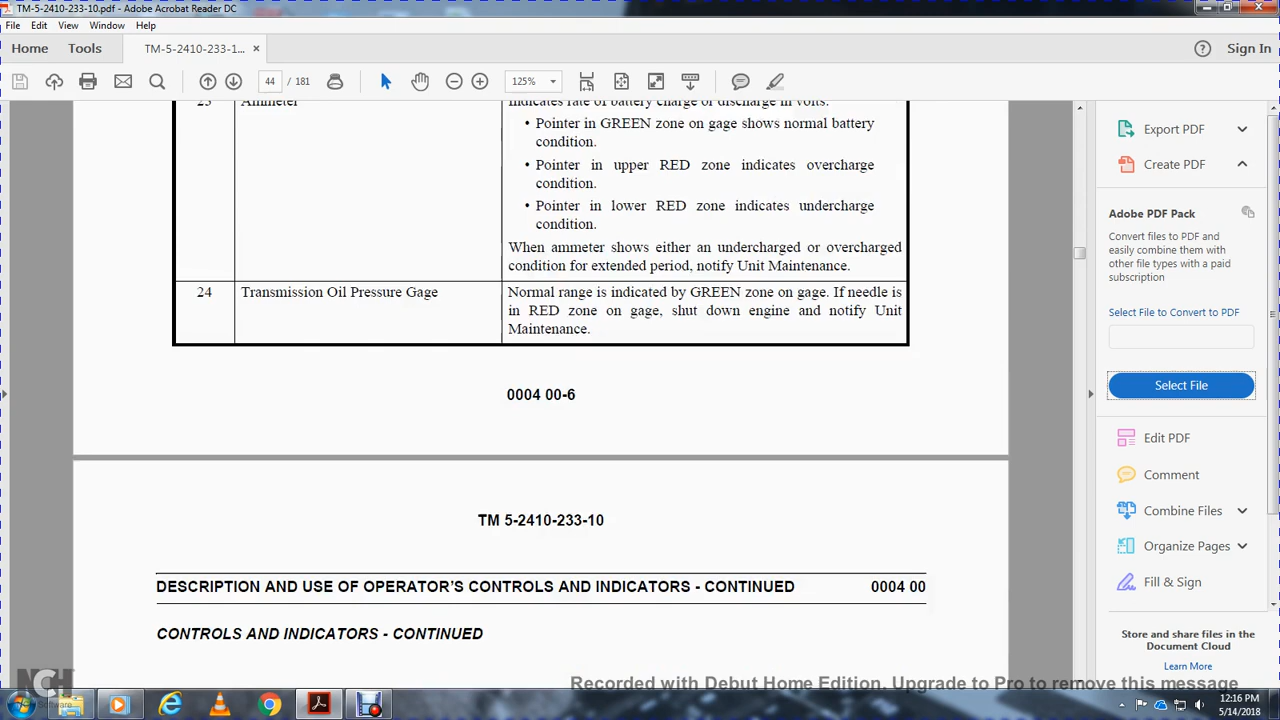 TM-5-2410-233-10.pdf - Adobe Acrobat Reader DC
File Edit View Window Help
Home Tools TM-5-2410-233-1... × Sign In
44 / 181 125%
23 Ammeter Indicates rate of battery charge or discharge in volts.
• Pointer in GREEN zone on gage shows normal battery
condition.
• Pointer in upper RED zone indicates overcharge
condition.
• Pointer in lower RED zone indicates undercharge
condition.
When ammeter shows either an undercharged or overcharged
condition for extended period, notify Unit Maintenance.
24 Transmission Oil Pressure Gage Normal range is indicated by GREEN zone on gage. If needle is
in RED zone on gage, shut down engine and notify Unit
Maintenance.
0004 00-6
TM 5-2410-233-10
DESCRIPTION AND USE OF OPERATOR'S CONTROLS AND INDICATORS - CONTINUED 0004 00
CONTROLS AND INDICATORS - CONTINUED
Export PDF
Create PDF
Adobe PDF Pack
Convert files to PDF and
easily combine them with
other file types with a paid
subscription
Select File to Convert to PDF
Select File
Edit PDF
Comment
Combine Files
Organize Pages
Fill & Sign
Store and share files in the
Document Cloud
Learn More
NCH
Software
Recorded with Debut Home Edition. Upgrade to Pro to remove this message
12:16 PM
5/14/2018